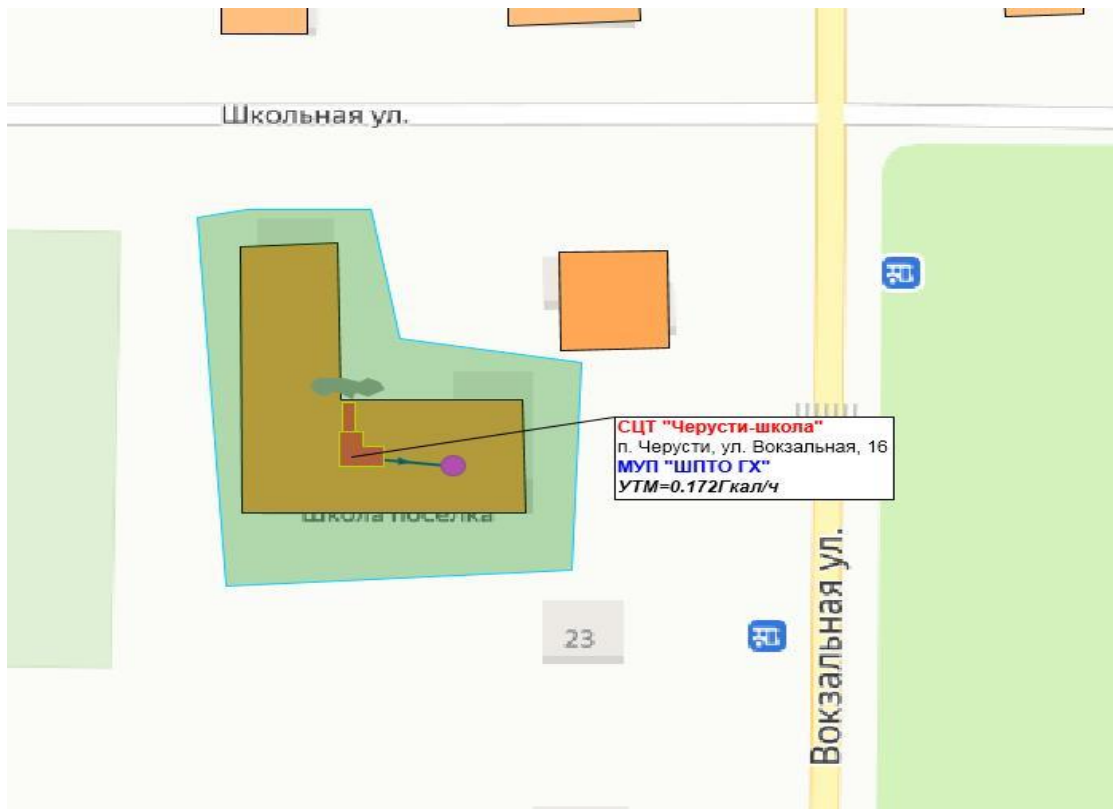 Школьная ул.
СЦТ "Черусти-школа"
п. Черусти, ул. Вокзальная, 16
МУП "ШПТО ГХ"
УТМ=0.172Гкал/ч
Школа поселка
23
Вокзальная ул.